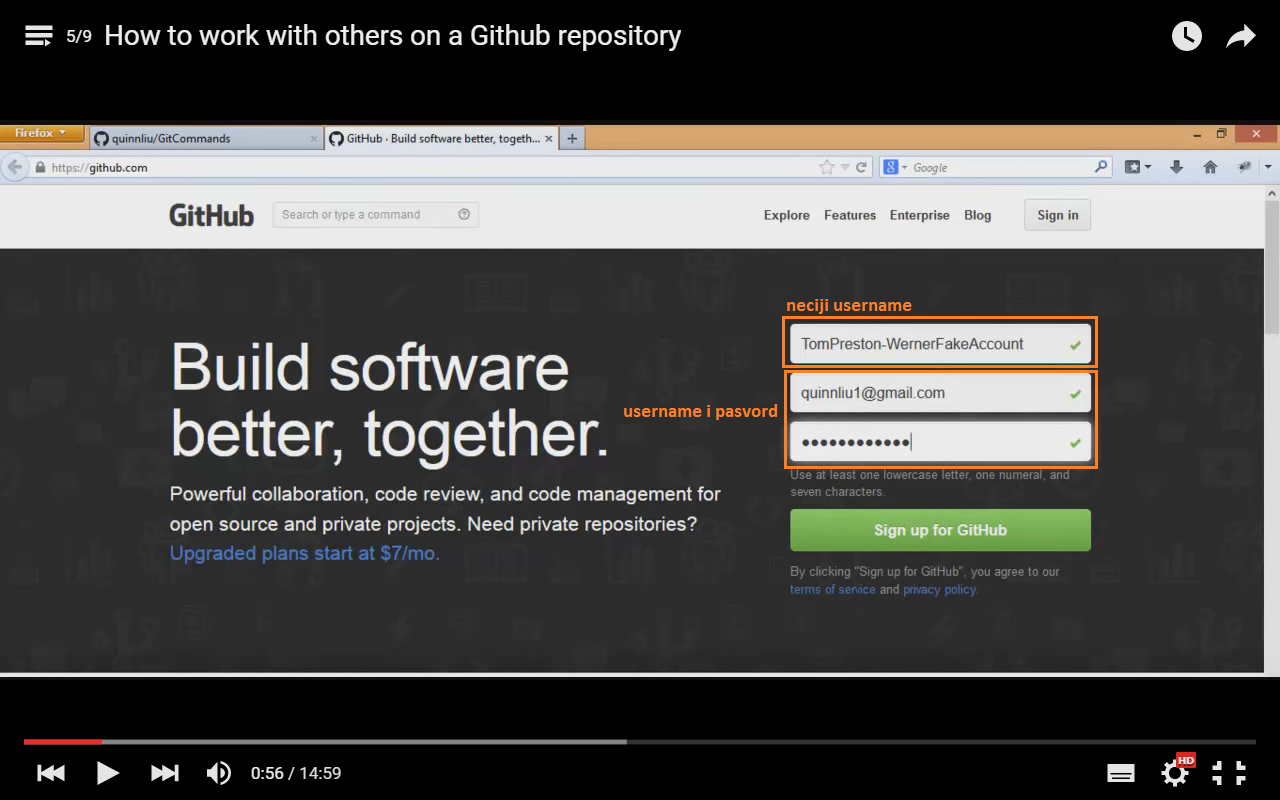 5/9 How to work with others on a Github repository
Firefox
quinnliu/GitCommands
GitHub · Build software better, togeth...
https://github.com
Google
GitHub
Search or type a command
Explore Features Enterprise Blog Sign in
neciji username
TomPreston-WernerFakeAccount
Build software
better, together.
username i pasvord
quinnliu1@gmail.com
••••••••••••
Use at least one lowercase letter, one numeral, and
seven characters.
Powerful collaboration, code review, and code management for
open source and private projects. Need private repositories?
Upgraded plans start at $7/mo.
Sign up for GitHub
By clicking "Sign up for GitHub", you agree to our
terms of service and privacy policy.
0:56 / 14:59
HD